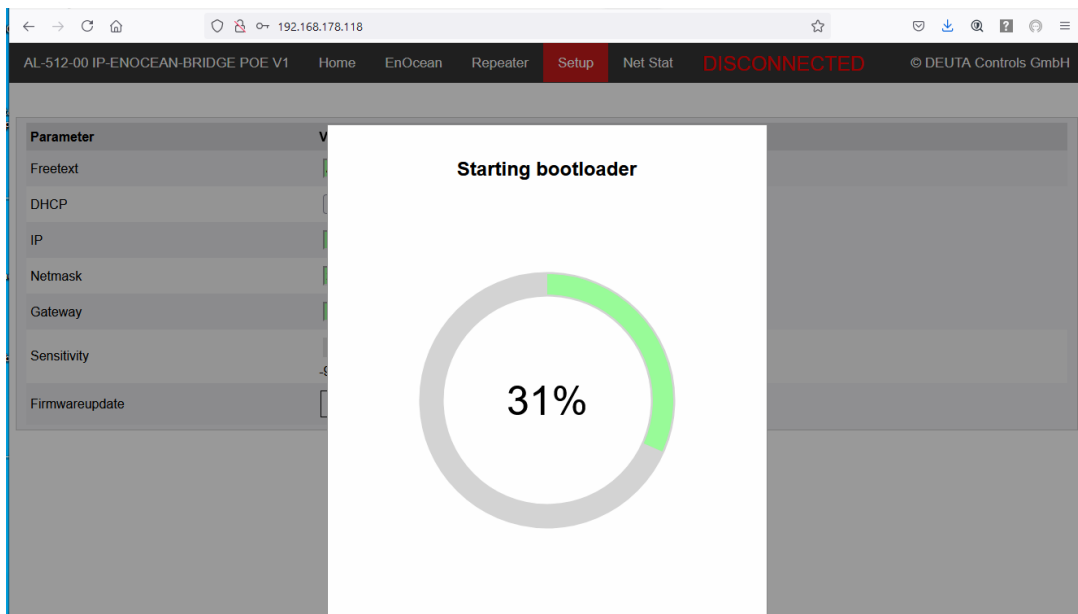 192.168.178.118
AL-512-00 IP-ENOCEAN-BRIDGE POE V1 Home EnOcean Repeater Setup Net Stat DISCONNECTED © DEUTA Controls GmbH
Parameter
Freetext
DHCP
IP
Netmask
Gateway
Sensitivity
Firmwareupdate
Starting bootloader
31%